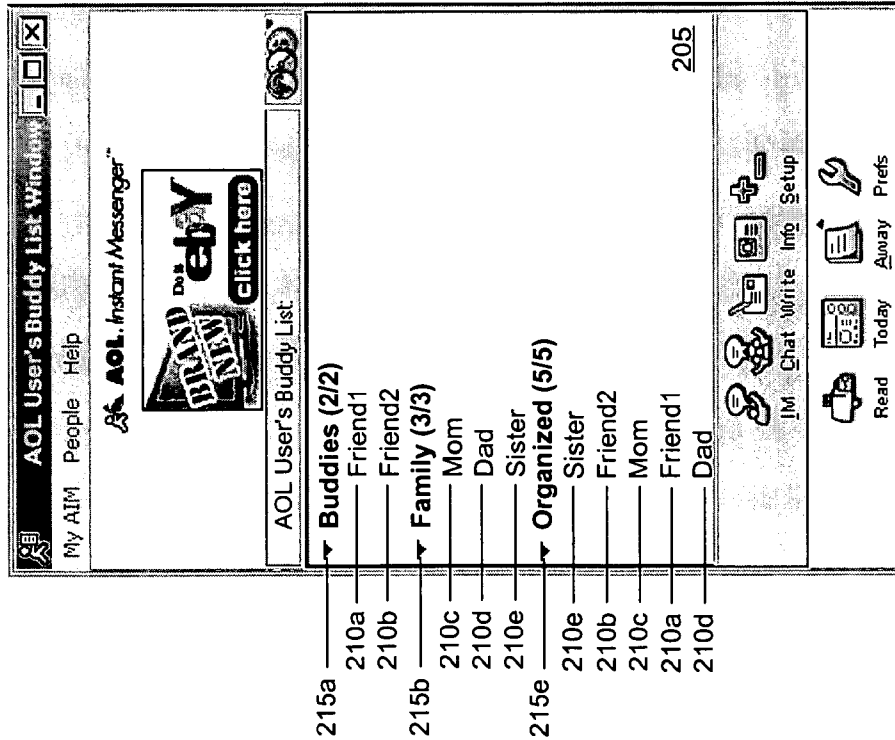 AOL User's Buddy List Window
My AIM People Help
AOL Instant Messenger™
BRAND NEW
Do it ebY
click here
AOL User's Buddy List:
215a Buddies (2/2)
210a Friend1
210b Friend2
215b Family (3/3)
210c Mom
210d Dad
210e Sister
215e Organized (5/5)
210e Sister
210b Friend2
210c Mom
210a Friend1
210d Dad
205
IM Chat Write Info Setup
Read Today Away Prefs